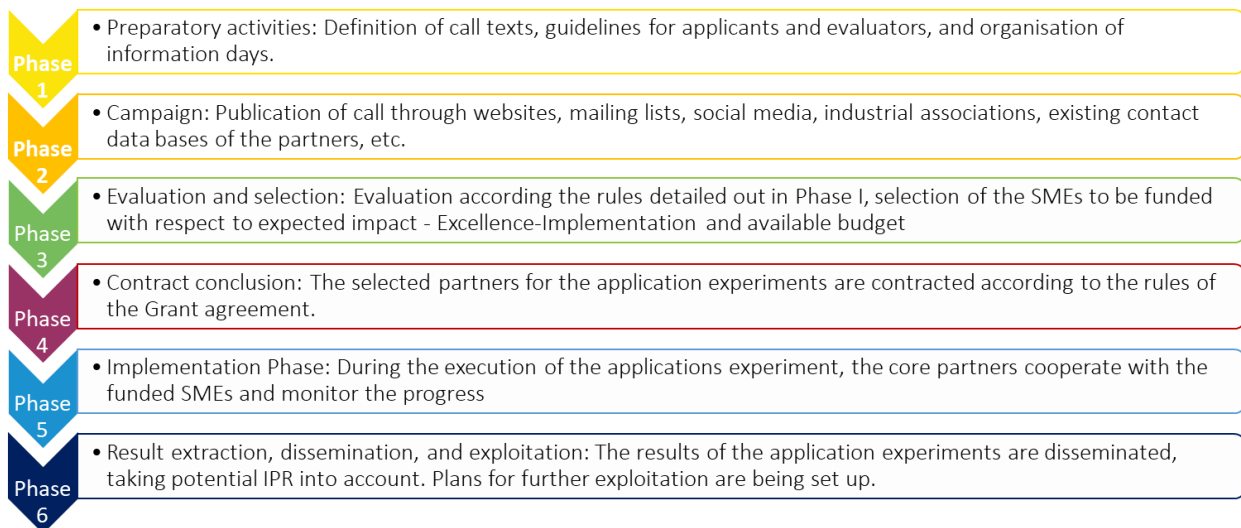 Phase
1
• Preparatory activities: Definition of call texts, guidelines for applicants and evaluators, and organisation of
information days.
Phase
2
• Campaign: Publication of call through websites, mailing lists, social media, industrial associations, existing contact
data bases of the partners, etc.
Phase
3
• Evaluation and selection: Evaluation according the rules detailed out in Phase I, selection of the SMEs to be funded
with respect to expected impact - Excellence-Implementation and available budget
Phase
4
• Contract conclusion: The selected partners for the application experiments are contracted according to the rules of
the Grant agreement.
Phase
5
• Implementation Phase: During the execution of the applications experiment, the core partners cooperate with the
funded SMEs and monitor the progress
Phase
6
• Result extraction, dissemination, and exploitation: The results of the application experiments are disseminated,
taking potential IPR into account. Plans for further exploitation are being set up.